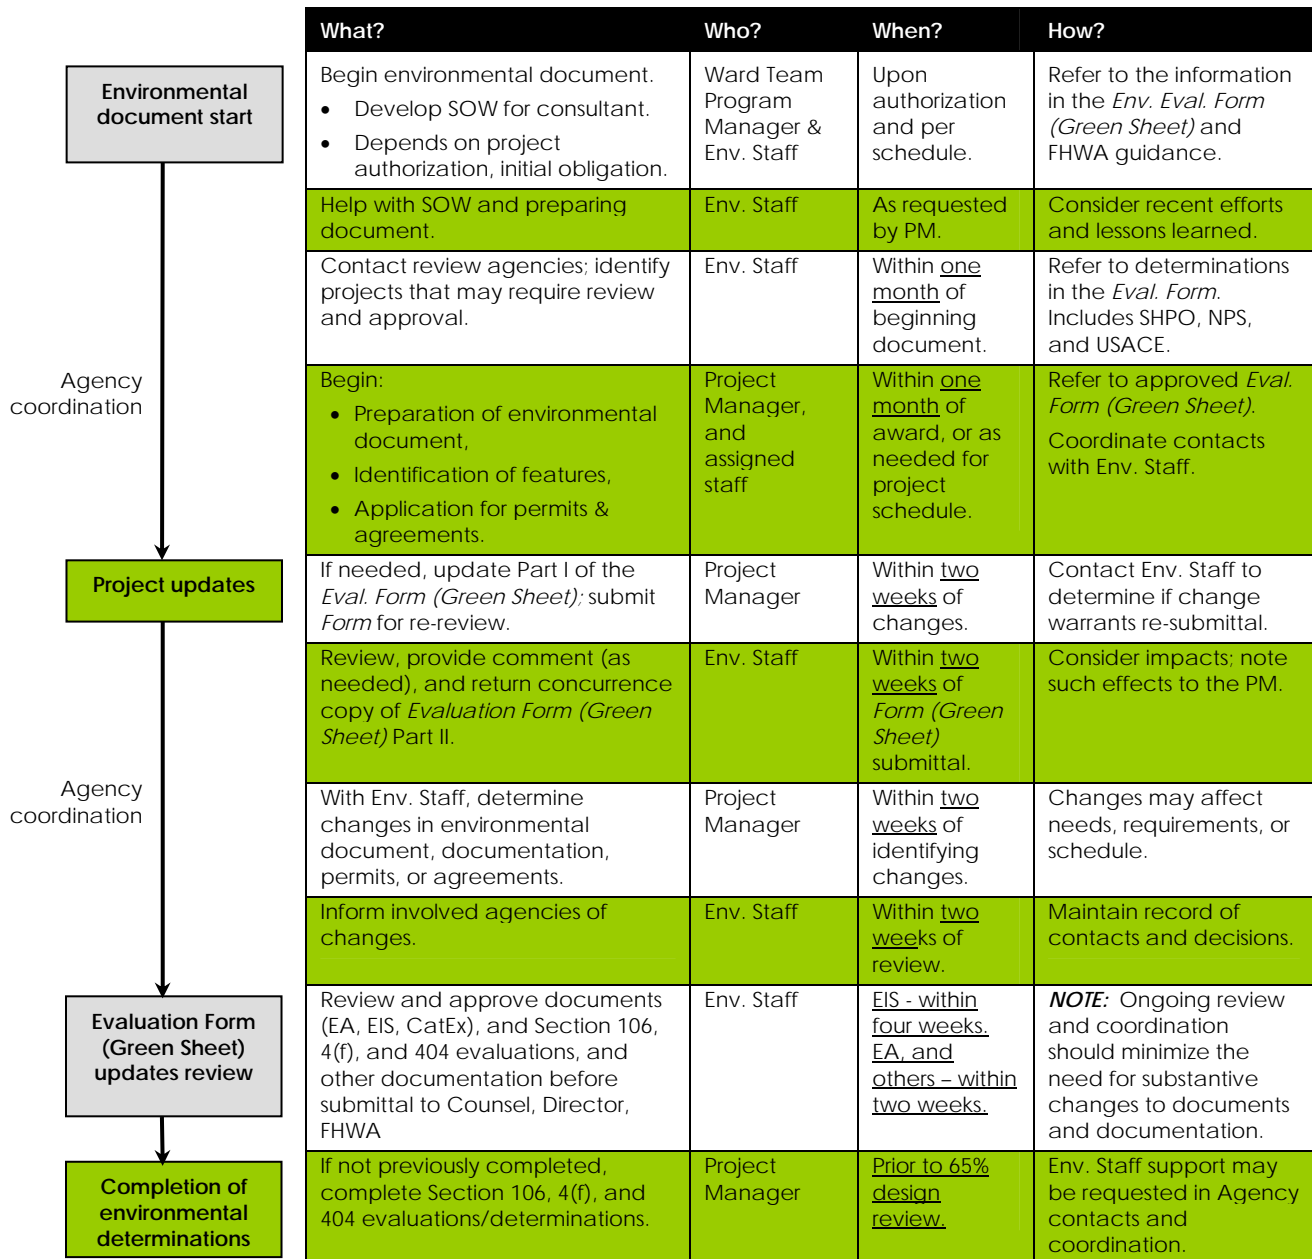 What? Who? When? How?
Environmental
document start
Begin environmental document.
• Develop SOW for consultant.
• Depends on project
authorization, initial obligation.
Ward Team
Program
Manager &
Env. Staff
Upon
authorization
and per
schedule.
Refer to the information
in the Env. Eval. Form
(Green Sheet) and
FHWA guidance.
Help with SOW and preparing
document.
Env. Staff
As requested
by PM.
Consider recent efforts
and lessons learned.
Contact review agencies; identify
projects that may require review
and approval.
Env. Staff
Within one
month of
beginning
document.
Refer to determinations
in the Eval. Form.
Includes SHPO, NPS,
and USACE.
Agency
coordination
Begin:
• Preparation of environmental
document,
• Identification of features,
• Application for permits &
agreements.
Project
Manager,
and
assigned
staff
Within one
month of
award, or as
needed for
project
schedule.
Refer to approved Eval.
Form (Green Sheet).
Coordinate contacts
with Env. Staff.
Project updates
If needed, update Part I of the
Eval. Form (Green Sheet); submit
Form for re-review.
Project
Manager
Within two
weeks of
changes.
Contact Env. Staff to
determine if change
warrants re-submittal.
Review, provide comment (as
needed), and return concurrence
copy of Evaluation Form (Green
Sheet) Part II.
Env. Staff
Within two
weeks of
Form (Green
Sheet)
submittal.
Consider impacts; note
such effects to the PM.
Agency
coordination
With Env. Staff, determine
changes in environmental
document, documentation,
permits, or agreements.
Project
Manager
Within two
weeks of
identifying
changes.
Changes may affect
needs, requirements, or
schedule.
Inform involved agencies of
changes.
Env. Staff
Within two
weeks of
review.
Maintain record of
contacts and decisions.
Evaluation Form
(Green Sheet)
updates review
Review and approve documents
(EA, EIS, CatEx), and Section 106,
4(f), and 404 evaluations, and
other documentation before
submittal to Counsel, Director,
FHWA
Env. Staff
EIS - within
four weeks.
EA, and
others – within
two weeks.
NOTE: Ongoing review
and coordination
should minimize the
need for substantive
changes to documents
and documentation.
Completion of
environmental
determinations
If not previously completed,
complete Section 106, 4(f), and
404 evaluations/determinations.
Project
Manager
Prior to 65%
design
review.
Env. Staff support may
be requested in Agency
contacts and
coordination.